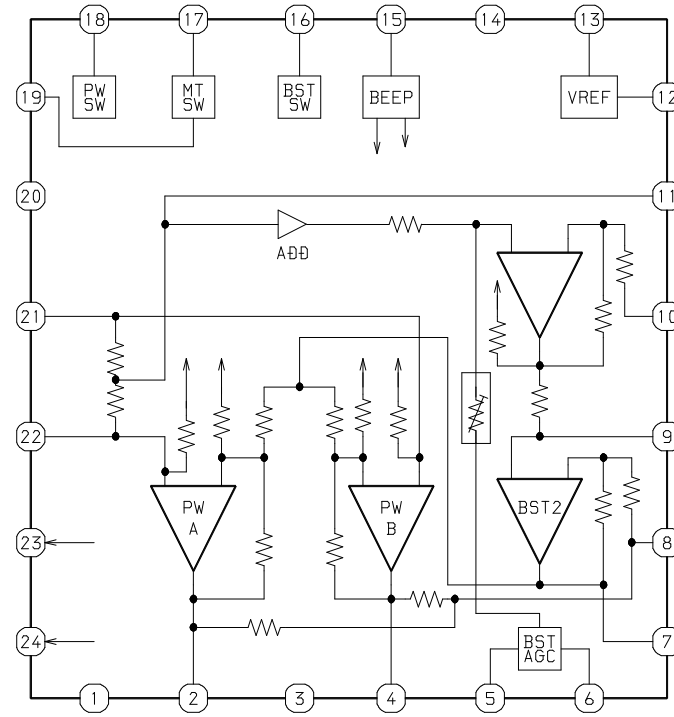 18 17 16 15 14 13
19 PW SW MT SW BST SW BEEP VREF 12
20 11
ADD
21 10
22 9
PW A PW B BST2
23 8
24 BST AGC 7
1 2 3 4 5 6